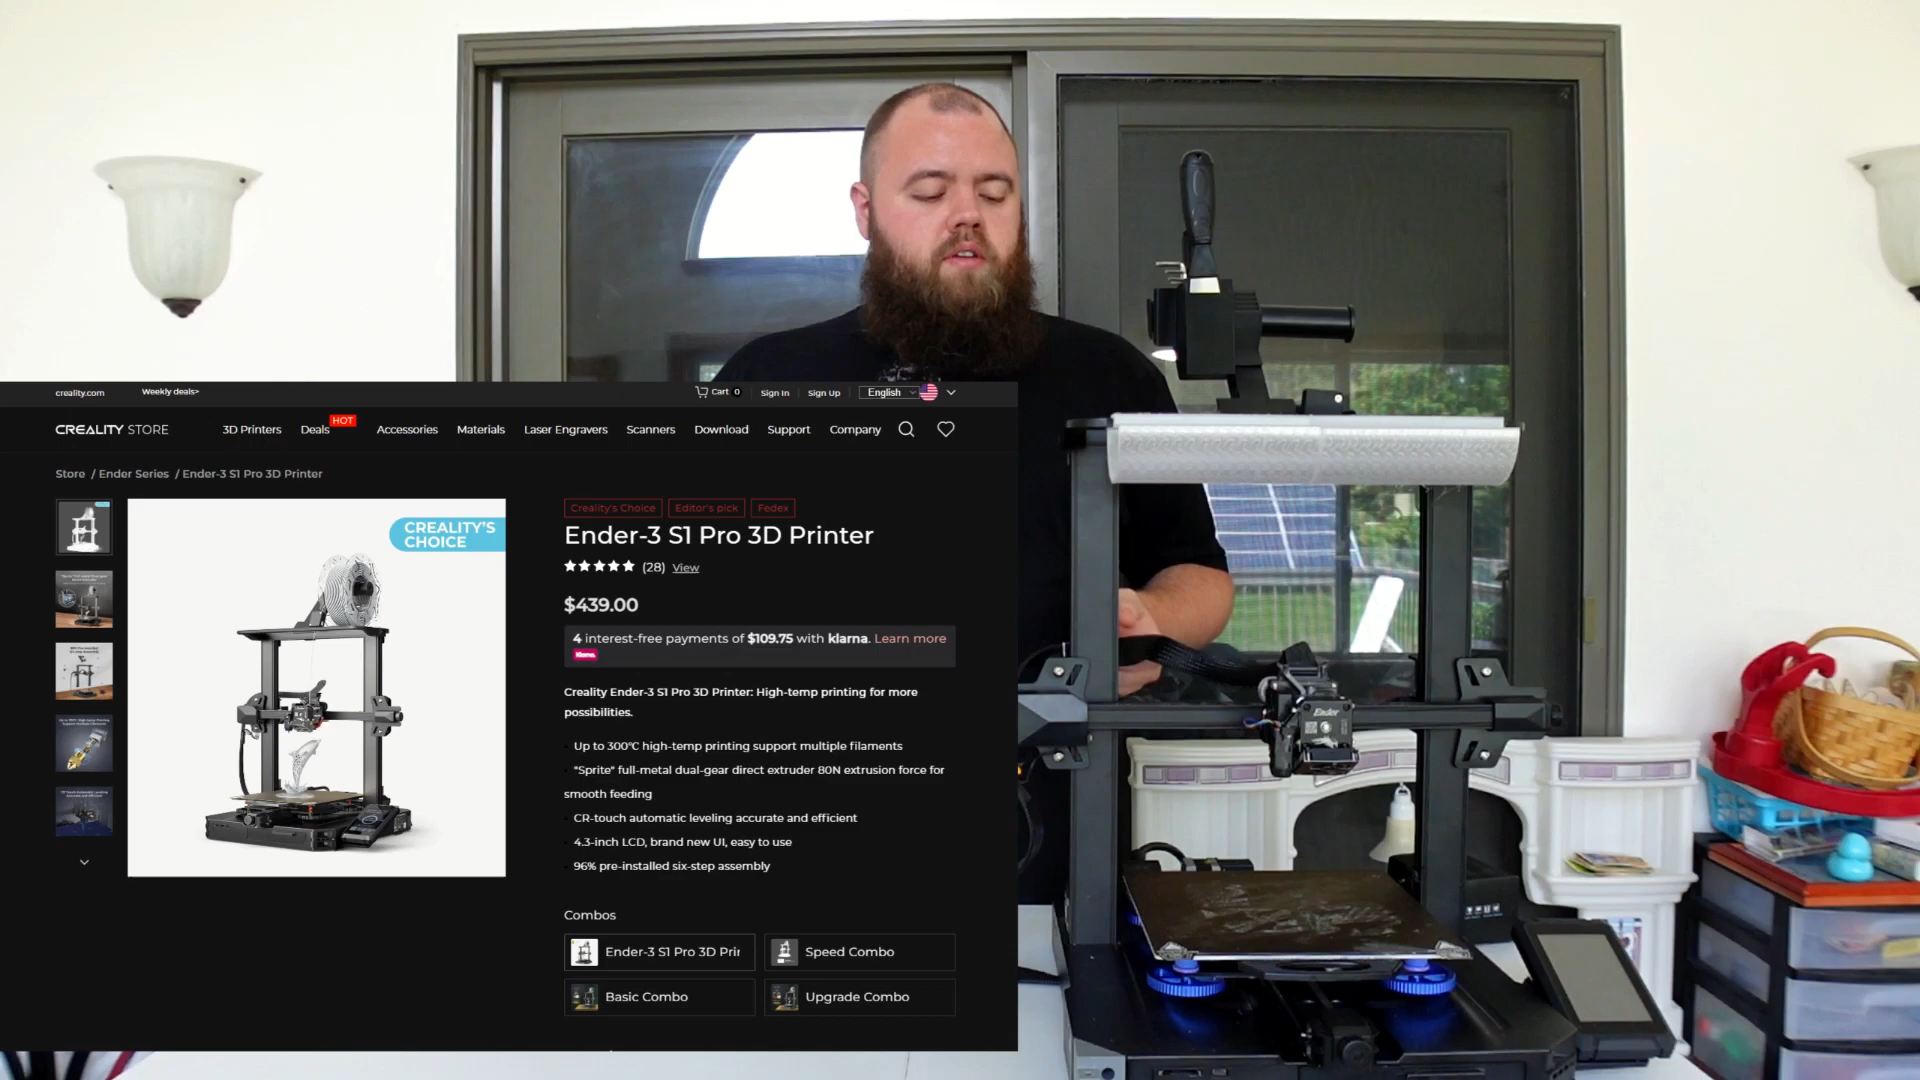 creality.com
Weekly deals>
Cart 0
Sign In
Sign Up
English
CREALITY STORE
3D Printers
Deals
HOT
Accessories
Materials
Laser Engravers
Scanners
Download
Support
Company
Store / Ender Series / Ender-3 S1 Pro 3D Printer
CREALITY'S
CHOICE
Creality's Choice
Editor's pick
Fedex
Ender-3 S1 Pro 3D Printer
(28) View
$439.00
4 interest-free payments of $109.75 with klarna. Learn more
Klarna.
Creality Ender-3 S1 Pro 3D Printer: High-temp printing for more
possibilities.
Up to 300℃ high-temp printing support multiple filaments
"Sprite" full-metal dual-gear direct extruder 80N extrusion force for
smooth feeding
CR-touch automatic leveling accurate and efficient
4.3-inch LCD, brand new UI, easy to use
96% pre-installed six-step assembly
Combos
Ender-3 S1 Pro 3D Prir
Speed Combo
Basic Combo
Upgrade Combo
Ender